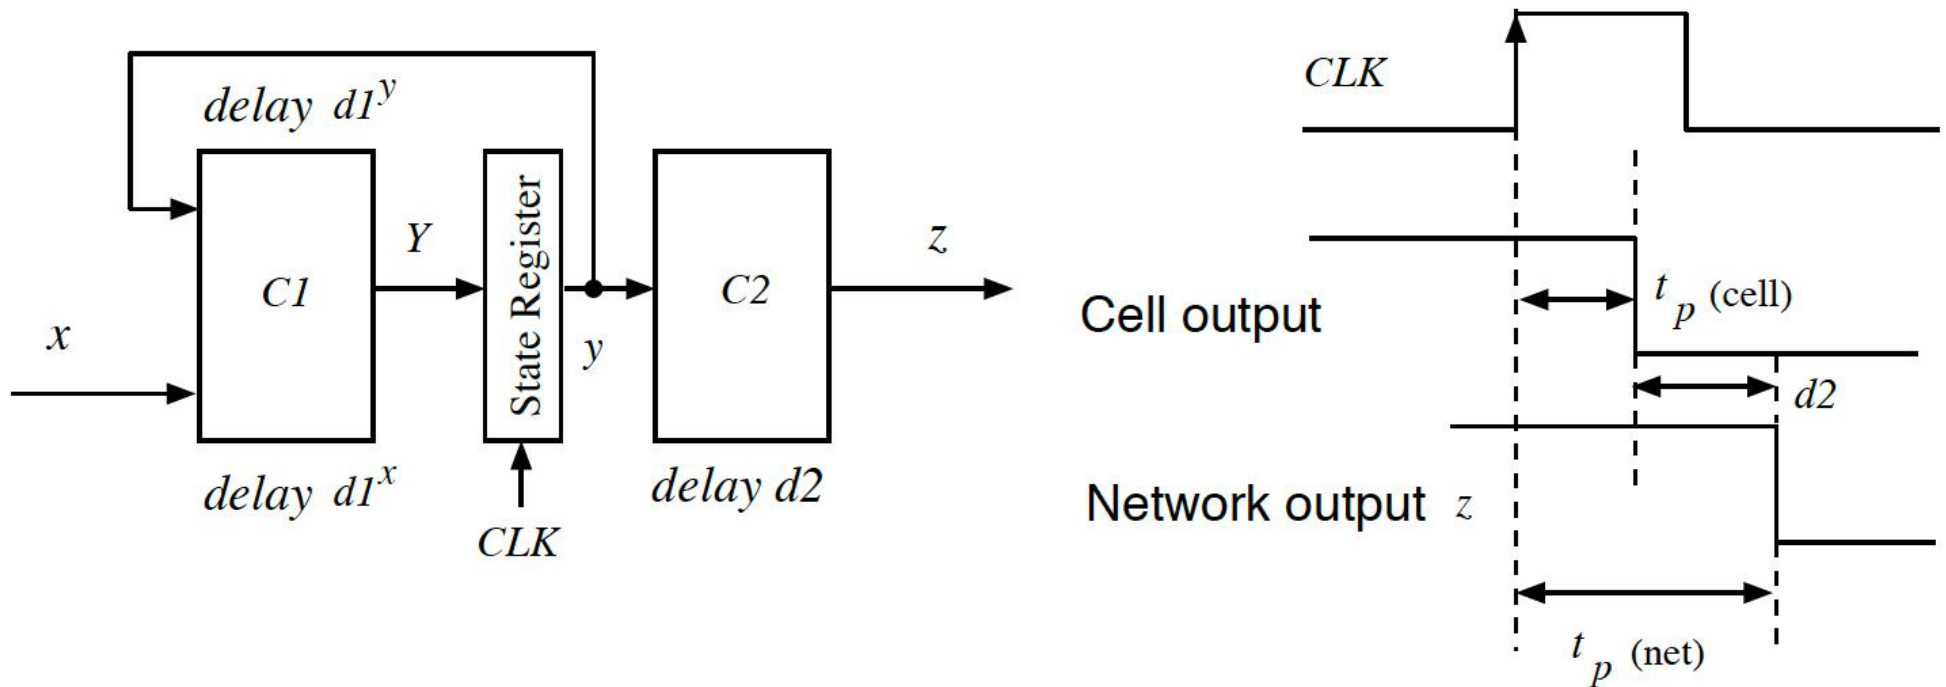 delay d1^y
C1
Y
State Register
y
C2
z
x
delay d1^x
CLK
delay d2
CLK
Cell output
t_p (cell)
d2
Network output z
t_p (net)